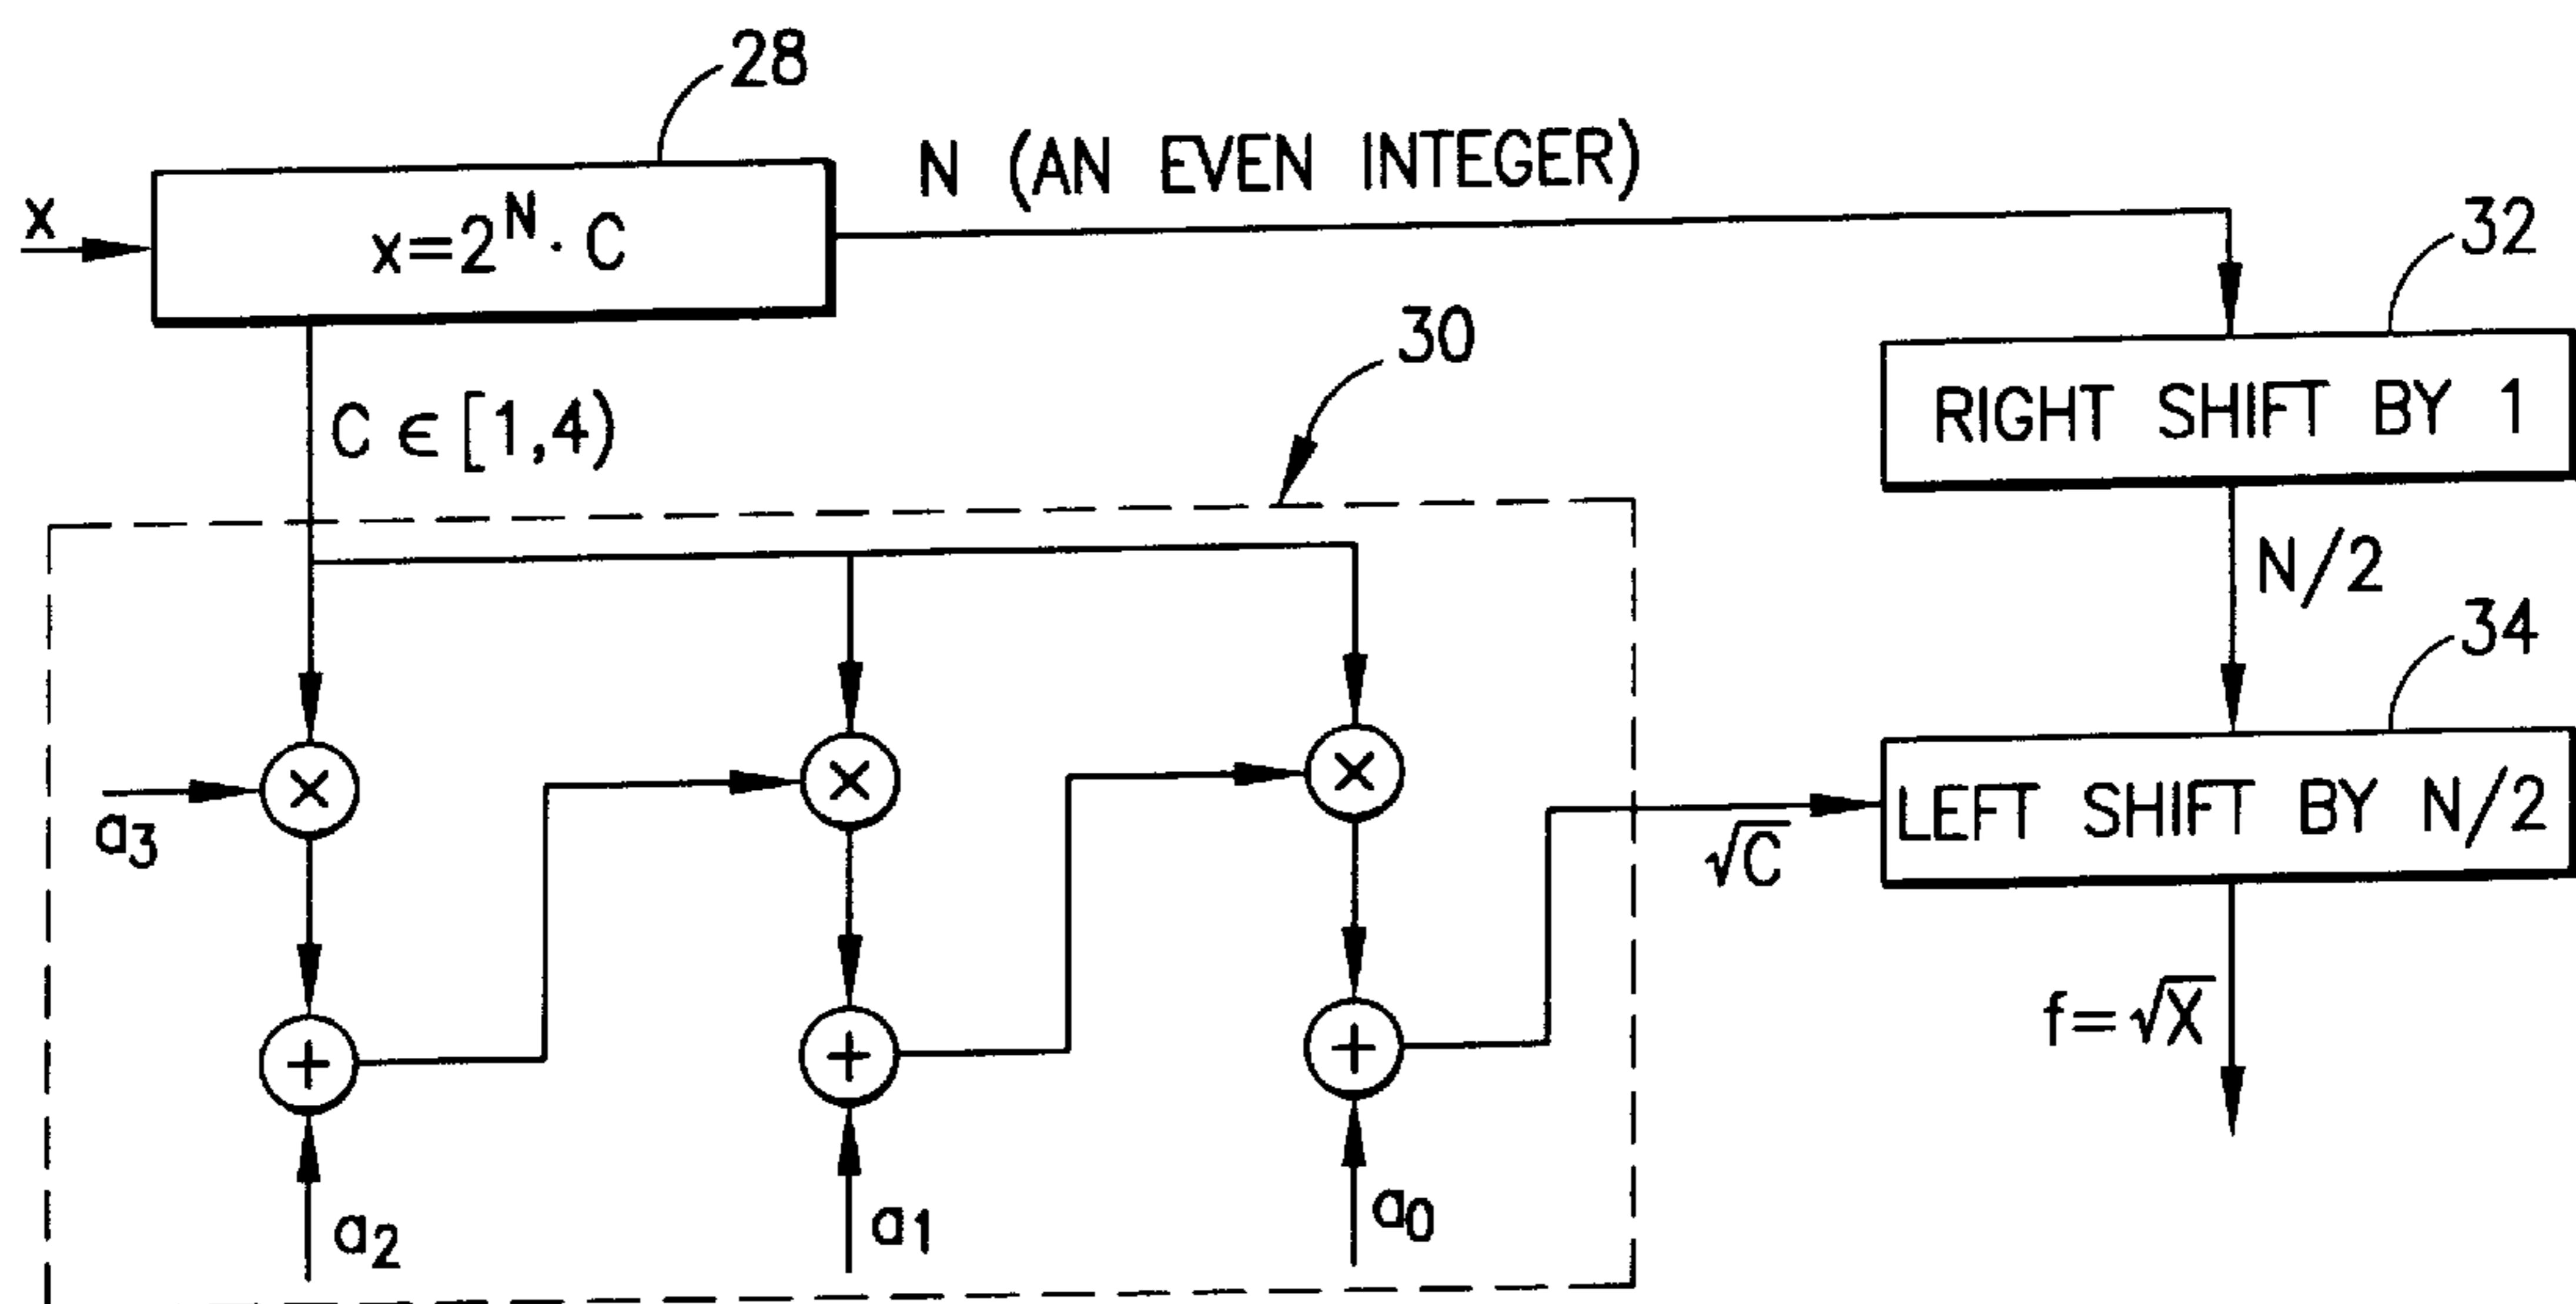 28
N (AN EVEN INTEGER)
x
x=2^N · C
32
30
C ∈ [1,4)
RIGHT SHIFT BY 1
N/2
34
×
×
×
a₃
LEFT SHIFT BY N/2
√C
f=√X
+
+
+
a₂
a₁
a₀